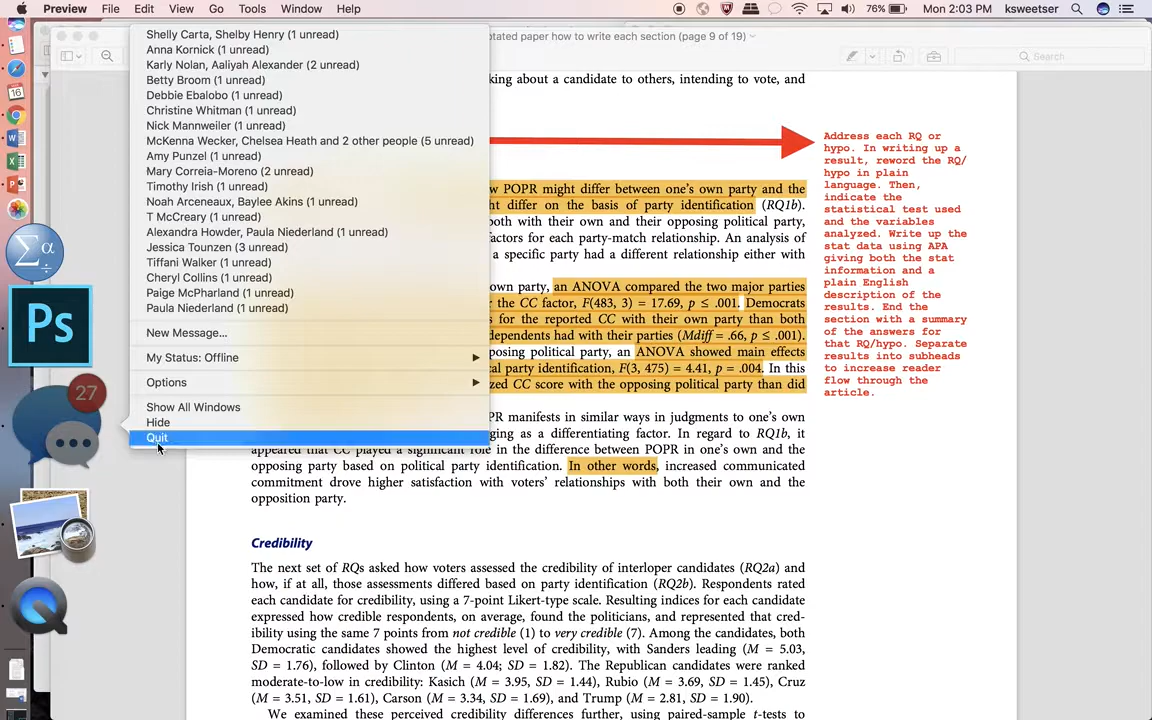 Preview File Edit View Go Tools Window Help 76% Mon 2:03 PM ksweetser
16
Shelly Carta, Shelby Henry (1 unread)
Anna Kornick (1 unread)
Karly Nolan, Aaliyah Alexander (2 unread)
Betty Broom (1 unread)
Debbie Ebalobo (1 unread)
Christine Whitman (1 unread)
Nick Mannweiler (1 unread)
McKenna Wecker, Chelsea Heath and 2 other people (5 unread)
Amy Punzel (1 unread)
Mary Correia-Moreno (2 unread)
Timothy Irish (1 unread)
Noah Arceneaux, Baylee Akins (1 unread)
T McCreary (1 unread)
Alexandra Howder, Paula Niederland (1 unread)
Jessica Tounzen (3 unread)
Tiffani Walker (1 unread)
Cheryl Collins (1 unread)
Paige McPharland (1 unread)
Paula Niederland (1 unread)
New Message...
My Status: Offline
Options
Show All Windows
Hide
Quit
Σ α ÷
Ps
27
tated paper how to write each section (page 9 of 19)
Search
king about a candidate to others, intending to vote, and
w POPR might differ between one's own party and the
ht differ on the basis of party identification (RQ1b).
both with their own and their opposing political party,
factors for each party-match relationship. An analysis of
a specific party had a different relationship either with
own party, an ANOVA compared the two major parties
r the CC factor, F(483, 3) = 17.69, p ≤ .001. Democrats
s for the reported CC with their own party than both
dependents had with their parties (Mdiff = .66, p ≤ .001).
posing political party, an ANOVA showed main effects
cal party identification, F(3, 475) = 4.41, p = .004. In this
zed CC score with the opposing political party than did
PR manifests in similar ways in judgments to one's own
ging as a differentiating factor. In regard to RQ1b, it
appeared that CC played a significant role in the difference between POPR in one's own and the
opposing party based on political party identification. In other words, increased communicated
commitment drove higher satisfaction with voters' relationships with both their own and the
opposition party.
Credibility
The next set of RQs asked how voters assessed the credibility of interloper candidates (RQ2a) and
how, if at all, those assessments differed based on party identification (RQ2b). Respondents rated
each candidate for credibility, using a 7-point Likert-type scale. Resulting indices for each candidate
expressed how credible respondents, on average, found the politicians, and represented that cred-
ibility using the same 7 points from not credible (1) to very credible (7). Among the candidates, both
Democratic candidates showed the highest level of credibility, with Sanders leading (M = 5.03,
SD = 1.76), followed by Clinton (M = 4.04; SD = 1.82). The Republican candidates were ranked
moderate-to-low in credibility: Kasich (M = 3.95, SD = 1.44), Rubio (M = 3.69, SD = 1.45), Cruz
(M = 3.51, SD = 1.61), Carson (M = 3.34, SD = 1.69), and Trump (M = 2.81, SD = 1.90).
We examined these perceived credibility differences further, using paired-sample t-tests to
Address each RQ or
hypo. In writing up a
result, reword the RQ/
hypo in plain
language. Then,
indicate the
statistical test used
and the variables
analyzed. Write up the
stat data using APA
giving both the stat
information and a
plain English
description of the
results. End the
section with a summary
of the answers for
that RQ/hypo. Separate
results into subheads
to increase reader
flow through the
article.